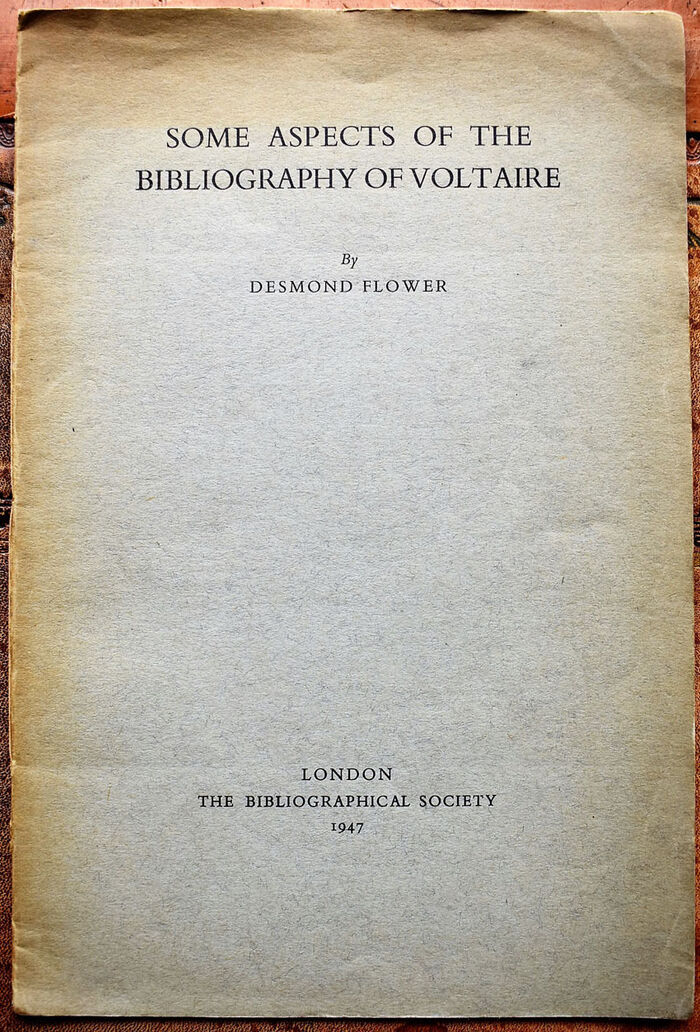 SOME ASPECTS OF THE
BIBLIOGRAPHY OF VOLTAIRE
By
DESMOND FLOWER
LONDON
THE BIBLIOGRAPHICAL SOCIETY
1947